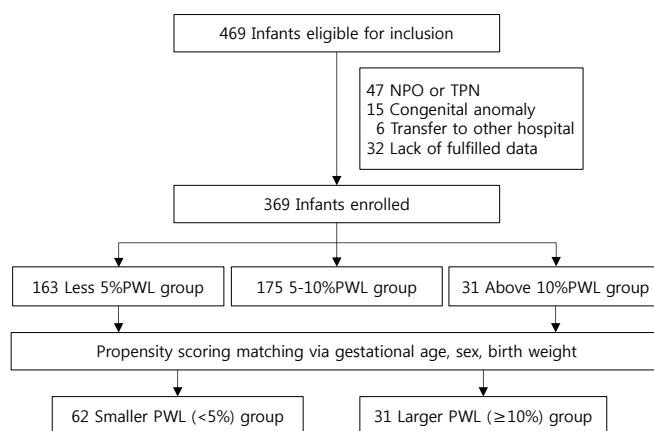 469 Infants eligible for inclusion
47 NPO or TPN
15 Congenital anomaly
6 Transfer to other hospital
32 Lack of fulfilled data
369 Infants enrolled
163 Less 5%PWL group
175 5-10%PWL group
31 Above 10%PWL group
Propensity scoring matching via gestational age, sex, birth weight
62 Smaller PWL (<5%) group
31 Larger PWL (≥10%) group